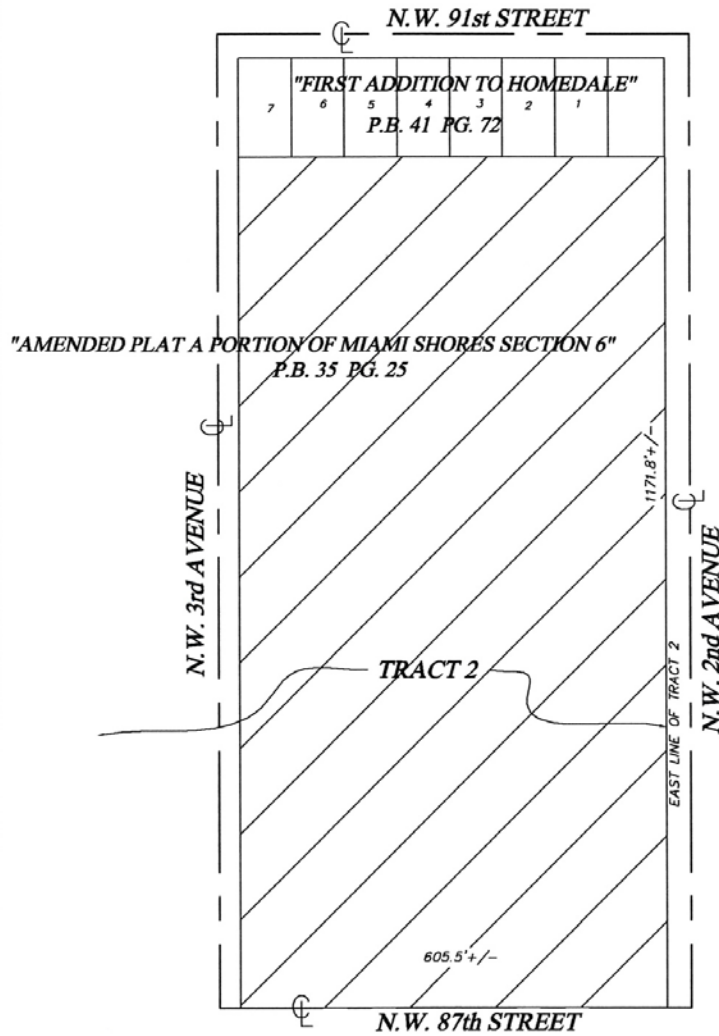 N.W. 91st STREET
"FIRST ADDITION TO HOMEDALE"
7 6 5 4 3 2 1
P.B. 41 PG. 72
"AMENDED PLAT A PORTION OF MIAMI SHORES SECTION 6"
P.B. 35 PG. 25
1171.8'+/-
N.W. 3rd AVENUE
N.W. 2nd AVENUE
TRACT 2
EAST LINE OF TRACT 2
605.5'+/-
N.W. 87th STREET